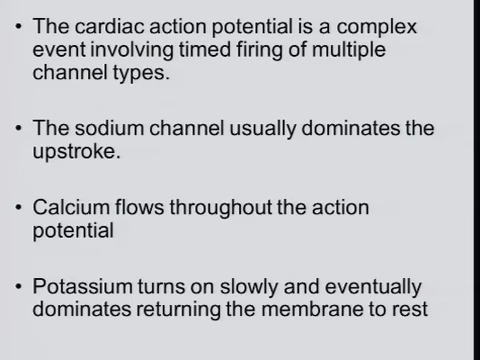 • The cardiac action potential is a complex
event involving timed firing of multiple
channel types.
• The sodium channel usually dominates the
upstroke.
• Calcium flows throughout the action
potential
• Potassium turns on slowly and eventually
dominates returning the membrane to rest